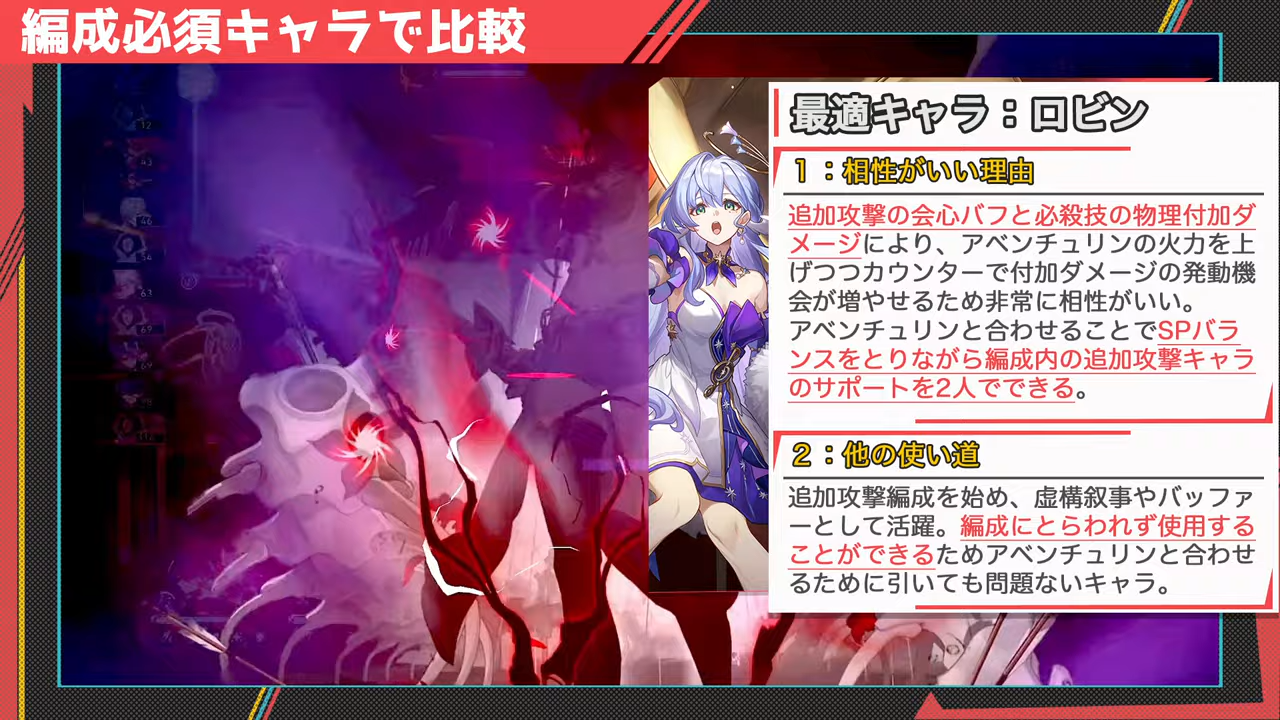 編成必須キャラで比較
最適キャラ：ロビン
１：相性がいい理由
追加攻撃の会心バフと必殺技の物理付加ダ
メージにより、アベンチュリンの火力を上
げつつカウンターで付加ダメージの発動機
会が増やせるため非常に相性がいい。
アベンチュリンと合わせることでSPバラ
ンスをとりながら編成内の追加攻撃キャラ
のサポートを2人でできる。
２：他の使い道
追加攻撃編成を始め、虚構叙事やバッファ
ーとして活躍。編成にとらわれず使用する
ことができるためアベンチュリンと合わせ
るために引いても問題ないキャラ。